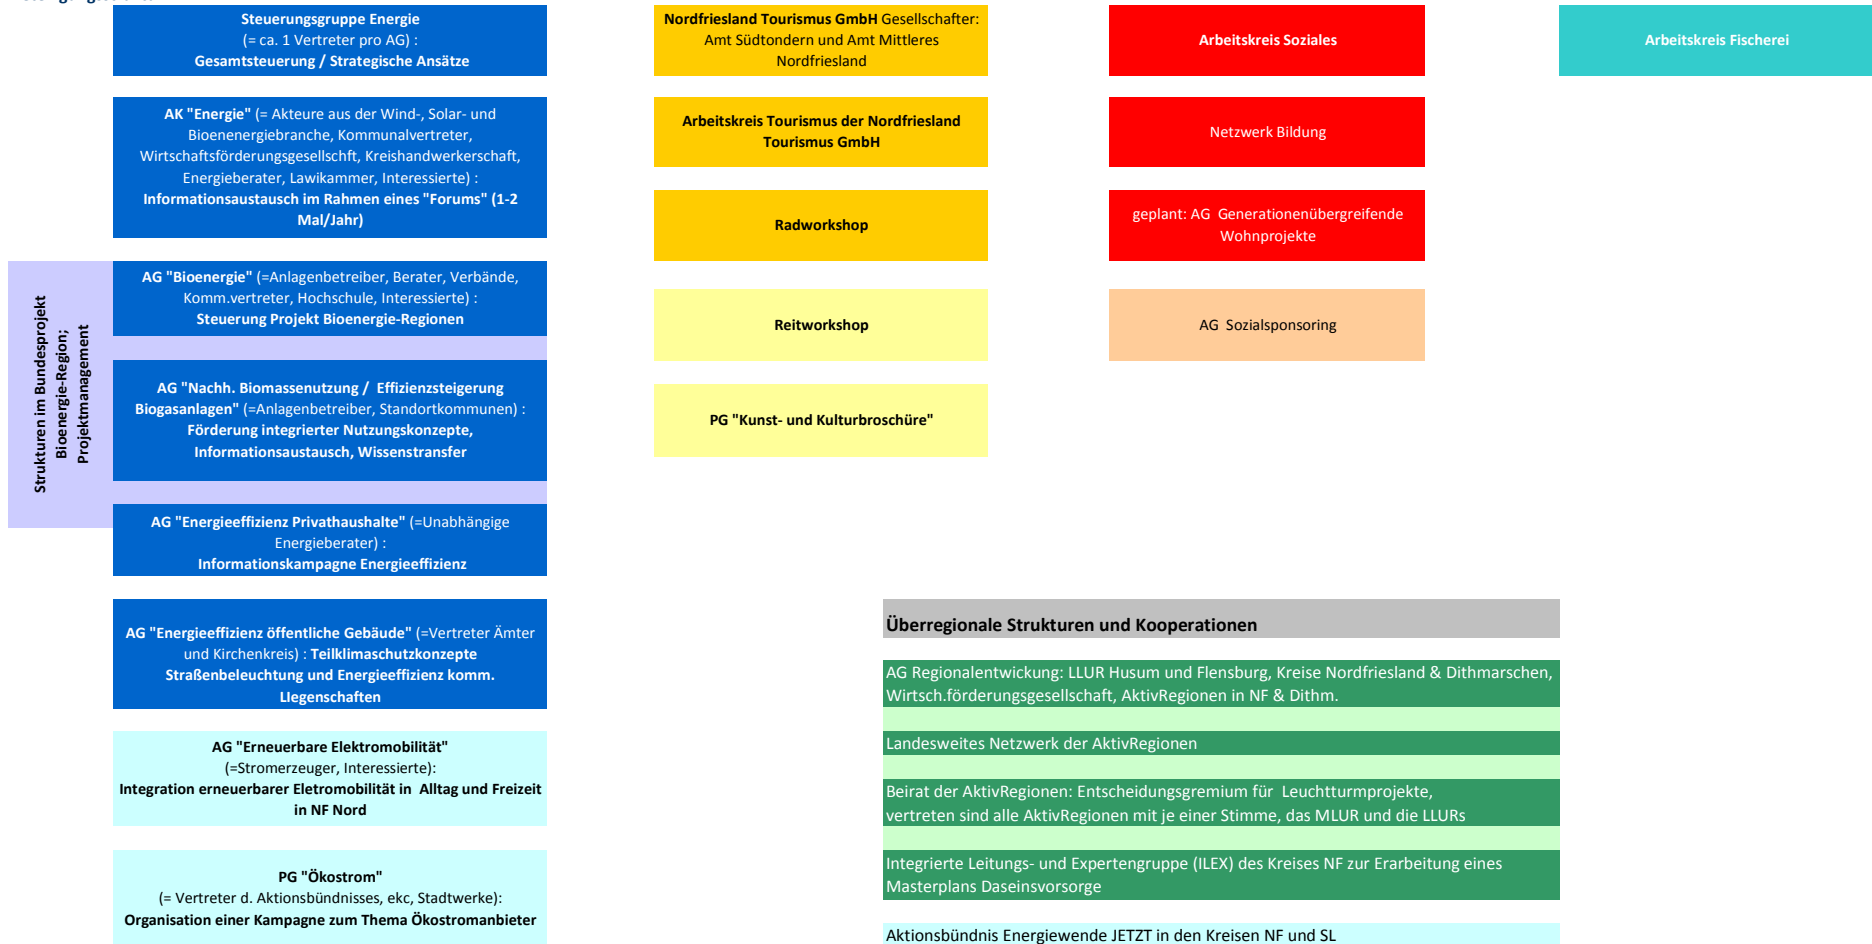 Steuerungsgruppe Energie
(= ca. 1 Vertreter pro AG) :
Gesamtsteuerung / Strategische Ansätze
AK "Energie" (= Akteure aus der Wind-, Solar- und
Bioenenergiebranche, Kommunalvertreter,
Wirtschaftsförderungsgesellschft, Kreishandwerkerschaft,
Energieberater, Lawikammer, Interessierte) :
Informationsaustausch im Rahmen eines "Forums" (1-2
Mal/Jahr)
Strukturen im Bundesprojekt
Bioenergie-Region;
Projektmanagement
AG "Bioenergie" (=Anlagenbetreiber, Berater, Verbände,
Komm.vertreter, Hochschule, Interessierte) :
Steuerung Projekt Bioenergie-Regionen
AG "Nachh. Biomassenutzung / Effizienzsteigerung
Biogasanlagen" (=Anlagenbetreiber, Standortkommunen) :
Förderung integrierter Nutzungskonzepte,
Informationsaustausch, Wissenstransfer
AG "Energieeffizienz Privathaushalte" (=Unabhängige
Energieberater) :
Informationskampagne Energieeffizienz
AG "Energieeffizienz öffentliche Gebäude" (=Vertreter Ämter
und Kirchenkreis) : Teilklimaschutzkonzepte
Straßenbeleuchtung und Energieeffizienz komm.
LIegenschaften
AG "Erneuerbare Elektromobilität"
(=Stromerzeuger, Interessierte):
Integration erneuerbarer Eletromobilität in Alltag und Freizeit
in NF Nord
PG "Ökostrom"
(= Vertreter d. Aktionsbündnisses, ekc, Stadtwerke):
Organisation einer Kampagne zum Thema Ökostromanbieter
Nordfriesland Tourismus GmbH Gesellschafter:
Amt Südtondern und Amt Mittleres
Nordfriesland
Arbeitskreis Tourismus der Nordfriesland
Tourismus GmbH
Radworkshop
Reitworkshop
PG "Kunst- und Kulturbroschüre"
Arbeitskreis Soziales
Netzwerk Bildung
geplant: AG Generationenübergreifende
Wohnprojekte
AG Sozialsponsoring
Arbeitskreis Fischerei
Überregionale Strukturen und Kooperationen
AG Regionalentwickung: LLUR Husum und Flensburg, Kreise Nordfriesland & Dithmarschen,
Wirtsch.förderungsgesellschaft, AktivRegionen in NF & Dithm.
Landesweites Netzwerk der AktivRegionen
Beirat der AktivRegionen: Entscheidungsgremium für Leuchtturmprojekte,
vertreten sind alle AktivRegionen mit je einer Stimme, das MLUR und die LLURs
Integrierte Leitungs- und Expertengruppe (ILEX) des Kreises NF zur Erarbeitung eines
Masterplans Daseinsvorsorge
Aktionsbündnis Energiewende JETZT in den Kreisen NF und SL